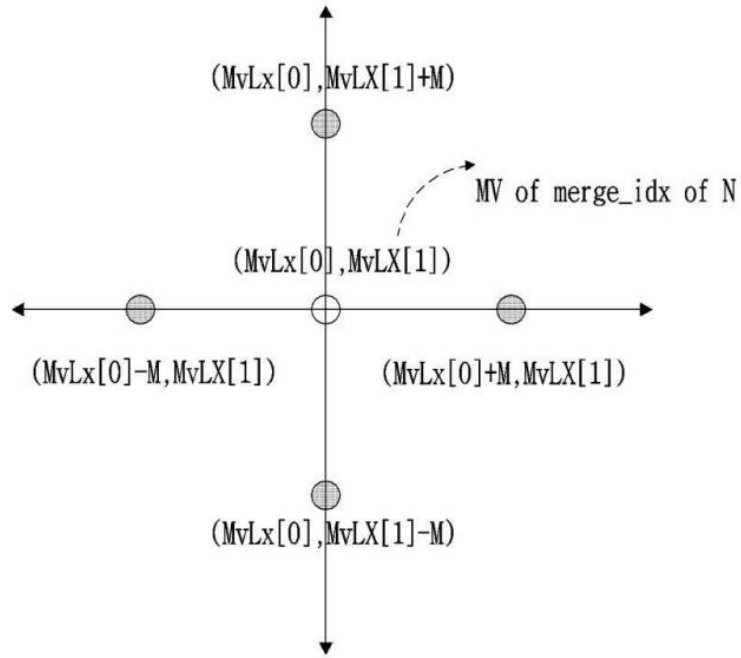 (MvLx[0],MvLX[1]+M)
MV of merge_idx of N
(MvLx[0],MvLX[1])
(MvLx[0]-M,MvLX[1])
(MvLx[0]+M,MvLX[1])
(MvLx[0],MvLX[1]-M)